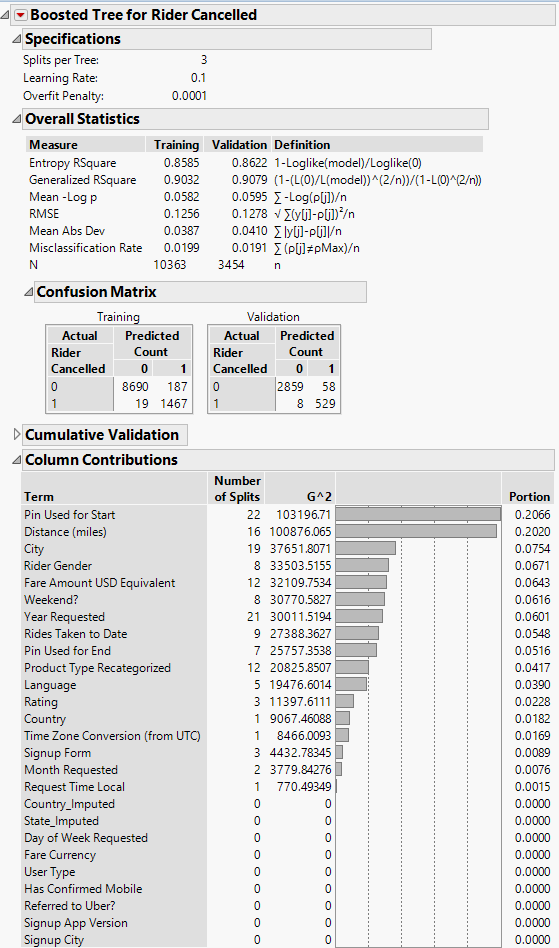 Boosted Tree for Rider Cancelled
Specifications
Splits per Tree: 3
Learning Rate: 0.1
Overfit Penalty: 0.0001
Overall Statistics
Measure Training Validation Definition
Entropy RSquare 0.8585 0.8622 1-Loglike(model)/Loglike(0)
Generalized RSquare 0.9032 0.9079 (1-(L(0)/L(model))^(2/n))/(1-L(0)^(2/n))
Mean -Log p 0.0582 0.0595 ∑ -Log(ρ[j])/n
RMSE 0.1256 0.1278 √ ∑(y[j]-ρ[j])²/n
Mean Abs Dev 0.0387 0.0410 ∑ |y[j]-ρ[j]|/n
Misclassification Rate 0.0199 0.0191 ∑ (ρ[j]≠ρMax)/n
N 10363 3454 n
Confusion Matrix
Training Validation
Actual Predicted Actual Predicted
Rider Count Rider Count
Cancelled 0 1 Cancelled 0 1
0 8690 187 0 2859 58
1 19 1467 1 8 529
Cumulative Validation
Column Contributions
Number
Term of Splits G^2 Portion
Pin Used for Start 22 103196.71 0.2066
Distance (miles) 16 100876.065 0.2020
City 19 37651.8071 0.0754
Rider Gender 8 33503.5155 0.0671
Fare Amount USD Equivalent 12 32109.7534 0.0643
Weekend? 8 30770.5827 0.0616
Year Requested 21 30011.5194 0.0601
Rides Taken to Date 9 27388.3627 0.0548
Pin Used for End 7 25757.3538 0.0516
Product Type Recategorized 12 20825.8507 0.0417
Language 5 19476.6014 0.0390
Rating 3 11397.6111 0.0228
Country 1 9067.46088 0.0182
Time Zone Conversion (from UTC) 1 8466.0093 0.0169
Signup Form 3 4432.78345 0.0089
Month Requested 2 3779.84276 0.0076
Request Time Local 1 770.49349 0.0015
Country_Imputed 0 0 0.0000
State_Imputed 0 0 0.0000
Day of Week Requested 0 0 0.0000
Fare Currency 0 0 0.0000
User Type 0 0 0.0000
Has Confirmed Mobile 0 0 0.0000
Referred to Uber? 0 0 0.0000
Signup App Version 0 0 0.0000
Signup City 0 0 0.0000